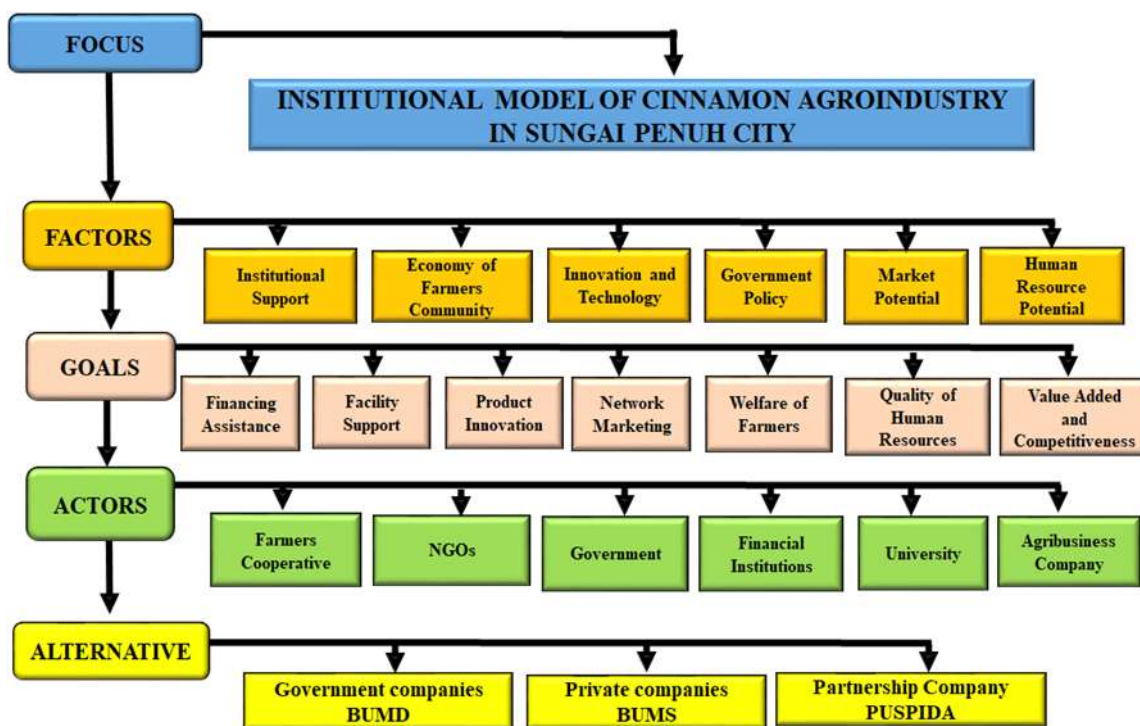 FOCUS
INSTITUTIONAL MODEL OF CINNAMON AGROINDUSTRY
IN SUNGAI PENUH CITY
FACTORS
Institutional
Support
Economy of
Farmers
Community
Innovation and
Technology
Government
Policy
Market
Potential
Human
Resource
Potential
GOALS
Financing
Assistance
Facility
Support
Product
Innovation
Network
Marketing
Welfare of
Farmers
Quality of
Human
Resources
Value Added
and
Competitiveness
ACTORS
Farmers
Cooperative
NGOs
Government
Financial
Institutions
University
Agribusiness
Company
ALTERNATIVE
Government companies
BUMD
Private companies
BUMS
Partnership Company
PUSPIDA